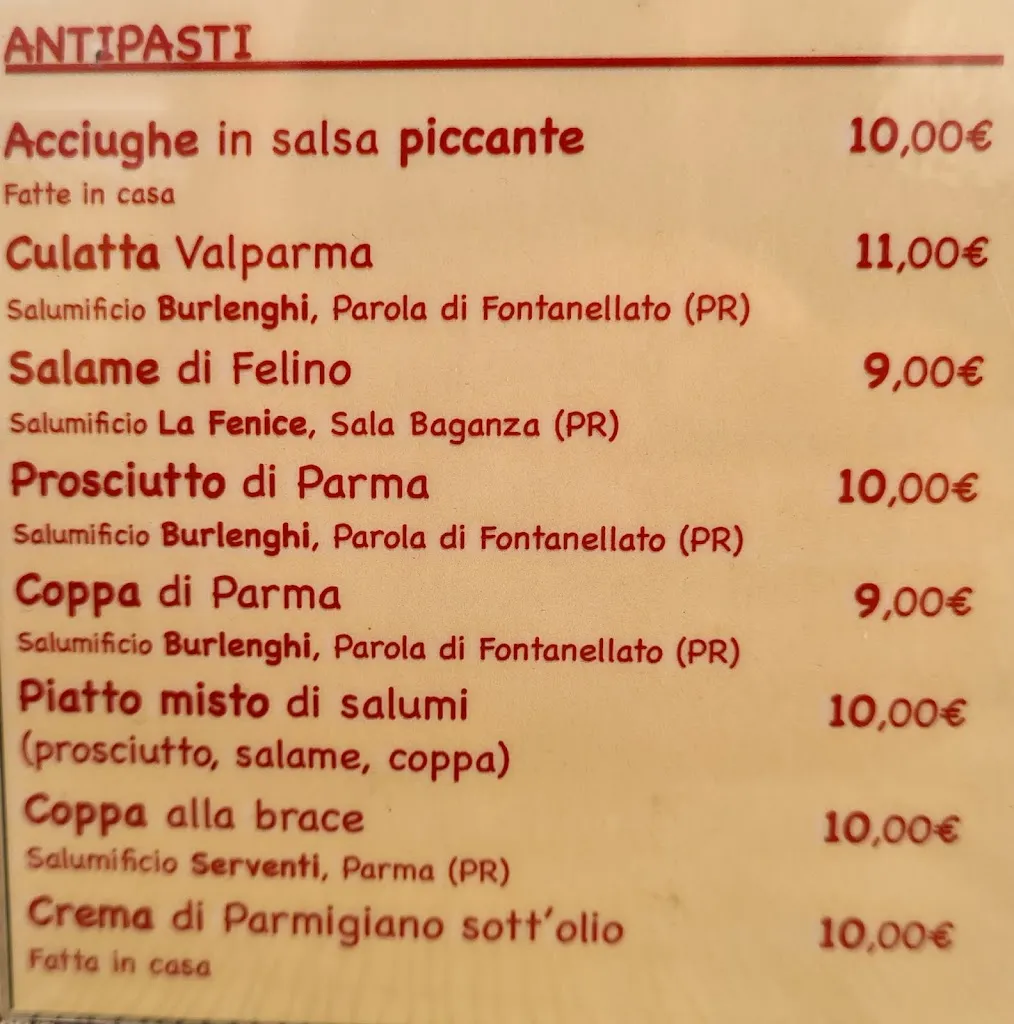 ANTIPASTI
Acciughe in salsa piccante 10,00€
Fatte in casa
Culatta Valparma 11,00€
Salumificio Burlenghi, Parola di Fontanellato (PR)
Salame di Felino 9,00€
Salumificio La Fenice, Sala Baganza (PR)
Prosciutto di Parma 10,00€
Salumificio Burlenghi, Parola di Fontanellato (PR)
Coppa di Parma 9,00€
Salumificio Burlenghi, Parola di Fontanellato (PR)
Piatto misto di salumi 10,00€
(prosciutto, salame, coppa)
Coppa alla brace 10,00€
Salumificio Serventi, Parma (PR)
Crema di Parmigiano sott'olio 10,00€
Fatta in casa